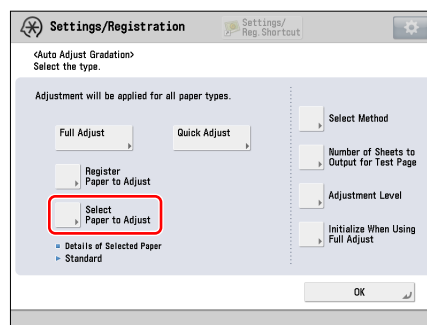 Settings/Registration
Settings/
Reg. Shortcut
<Auto Adjust Gradation>
Select the type.
Adjustment will be applied for all paper types.
Full Adjust
Quick Adjust
Register
Paper to Adjust
Select
Paper to Adjust
Details of Selected Paper
Standard
Select Method
Number of Sheets to
Output for Test Page
Adjustment Level
Initialize When Using
Full Adjust
OK